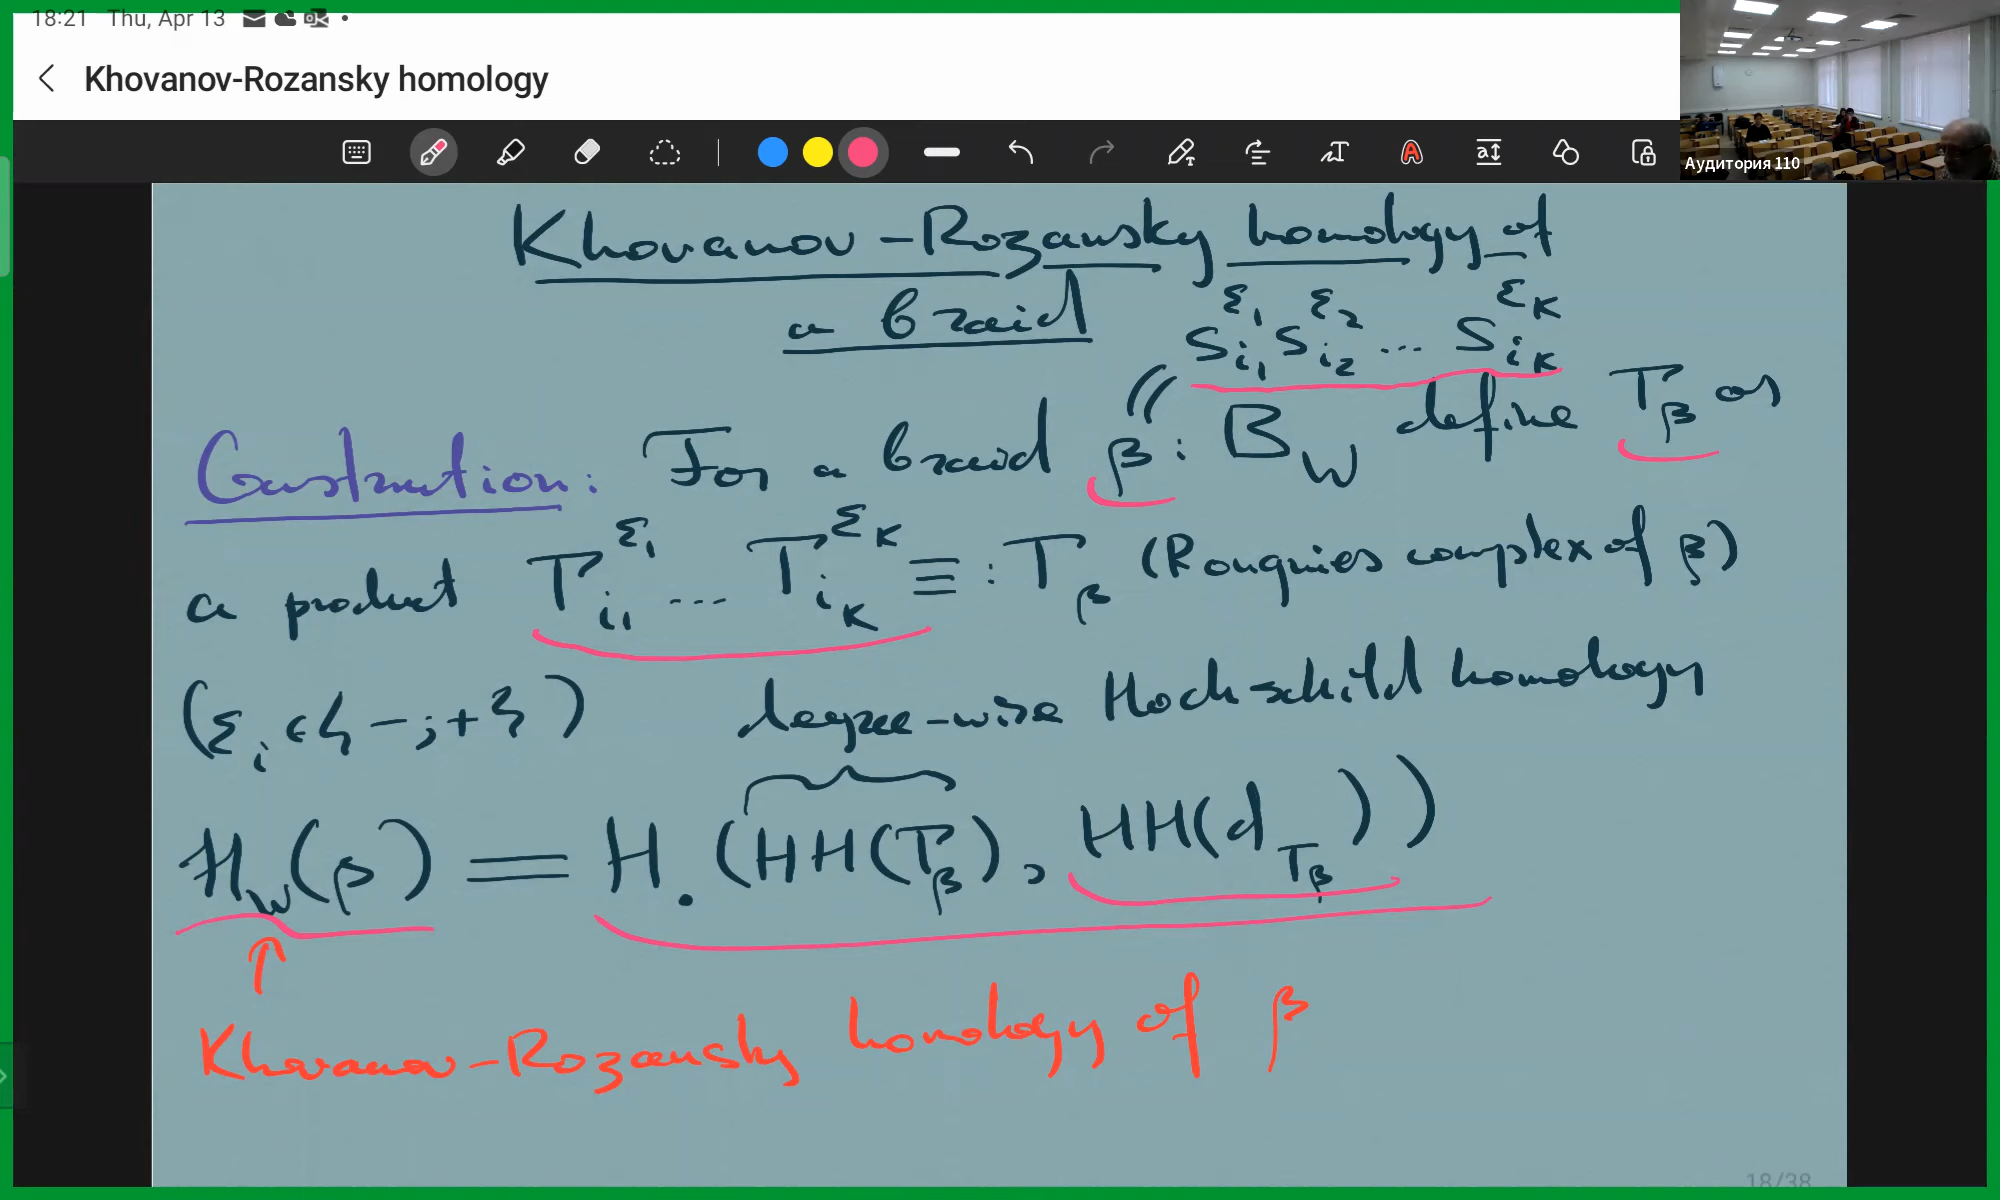 18:21 Thu, Apr 13
Khovanov-Rozansky homology
Аудитория 110
Khovanov-Rozansky homology of
a braid
s_{i_1}^{ε_1} s_{i_2}^{ε_2} ... s_{i_k}^{ε_k}
Construction: For a braid β : B_W define T_β as
a product T_{i_1}^{ε_1} ... T_{i_k}^{ε_k} ≡: T_β (Rouquies complex of β)
(ε_i ∈ {-;+})
degree-wise Hochschild homology
H_W(β) = H.(HH(T_β), HH(d_{T_β}))
↑
Khovanov-Rozansky homology of β
18/38